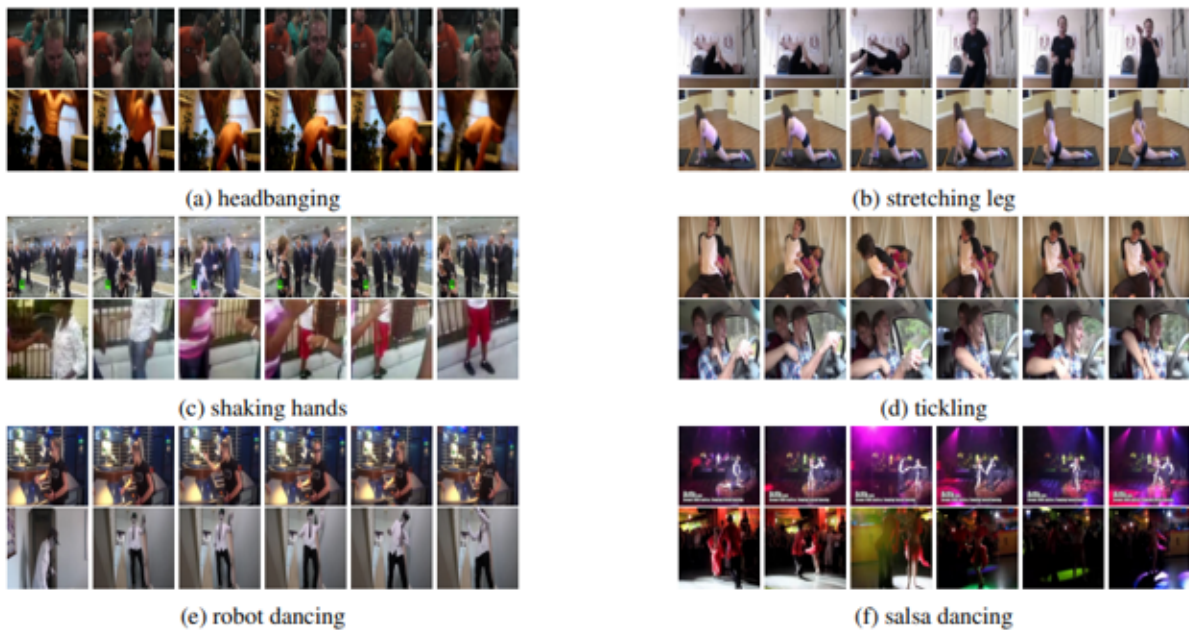 (a) headbanging
(b) stretching leg
(c) shaking hands
(d) tickling
(e) robot dancing
(f) salsa dancing